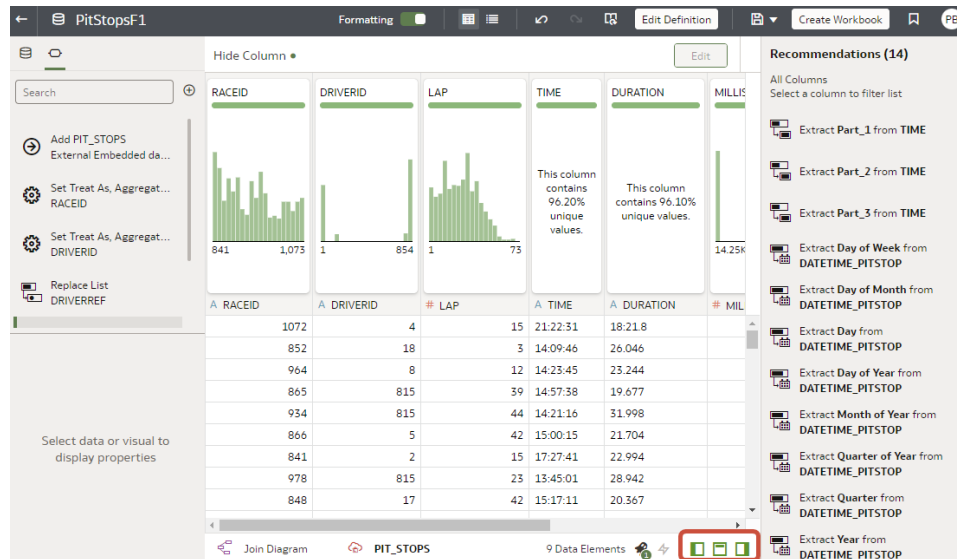 PitStopsF1
Formatting
Edit Definition
Create Workbook
PB
Search
Add PIT_STOPS
External Embedded da...
Set Treat As, Aggregat...
RACEID
Set Treat As, Aggregat...
DRIVERID
Replace List
DRIVERREF
Select data or visual to
display properties
Hide Column
Edit
RACEID DRIVERID LAP TIME DURATION MILLIS
This column
contains
96.20%
unique
values.
This column
contains 96.10%
unique values.
841 1,073 1 854 1 73 14.25K
A RACEID A DRIVERID # LAP A TIME A DURATION # MIL
1072 4 15 21:22:31 18:21.8
852 18 3 14:09:46 26.046
964 8 12 14:23:45 23.244
865 815 39 14:57:38 19.677
934 815 44 14:21:16 31.998
866 5 42 15:00:15 21.704
841 2 15 17:27:41 22.994
978 815 23 13:45:01 28.942
848 17 42 15:17:11 20.367
Join Diagram
PIT_STOPS
9 Data Elements
1
Recommendations (14)
All Columns
Select a column to filter list
Extract Part_1 from TIME
Extract Part_2 from TIME
Extract Part_3 from TIME
Extract Day of Week from
DATETIME_PITSTOP
Extract Day of Month from
DATETIME_PITSTOP
Extract Day from
DATETIME_PITSTOP
Extract Day of Year from
DATETIME_PITSTOP
Extract Month of Year from
DATETIME_PITSTOP
Extract Quarter of Year from
DATETIME_PITSTOP
Extract Quarter from
DATETIME_PITSTOP
Extract Year from
DATETIME_PITSTOP